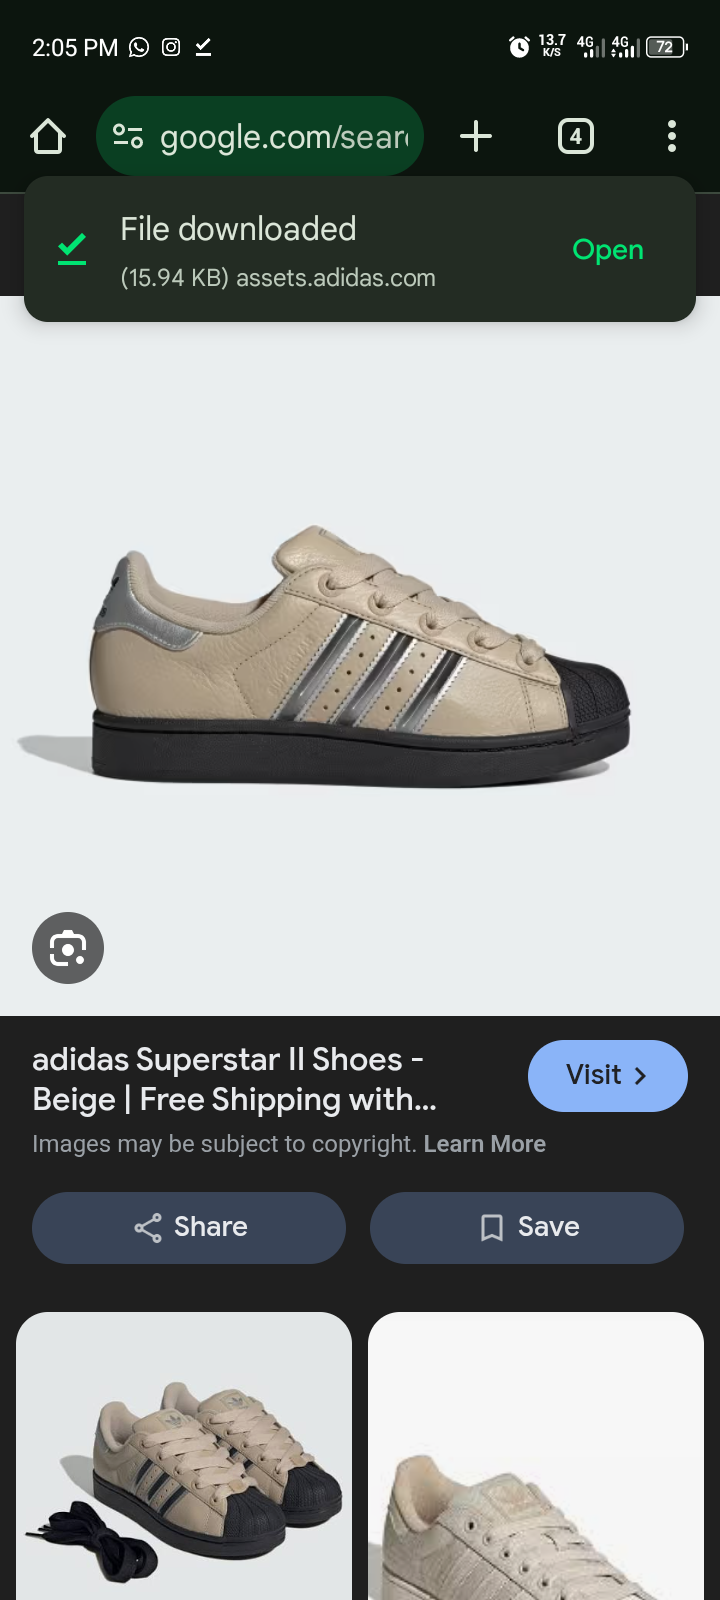 2:05 PM
13.7
K/S
4G
4G
72
google.com/sear
4
File downloaded
Open
(15.94 KB) assets.adidas.com
adidas Superstar II Shoes -
Beige | Free Shipping with...
Visit
Images may be subject to copyright. Learn More
Share
Save